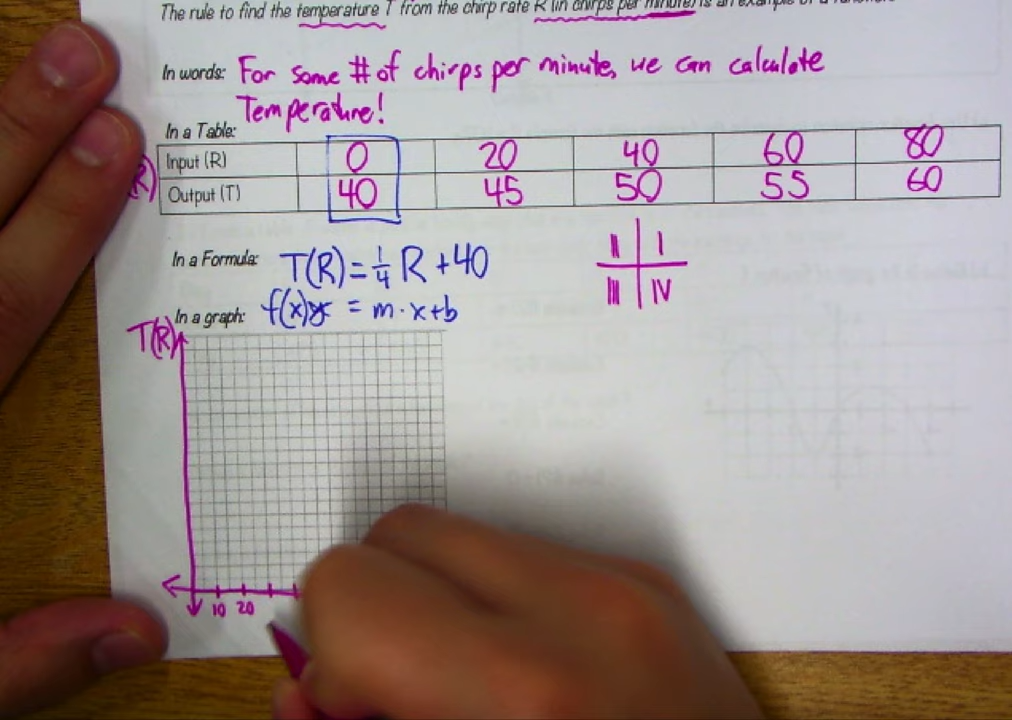 The rule to find the temperature T from the chirp rate R (in chirps per minute) is an example of a function.
In words: For some # of chirps per minute, we can calculate
Temperature!
In a Table:
Input (R) 0 20 40 60 80
R) Output (T) 40 45 50 55 60
In a Formula: T(R) = 1/4 R + 40
II I
III IV
In a graph: f(x) y = m · x + b
T(R)
10 20